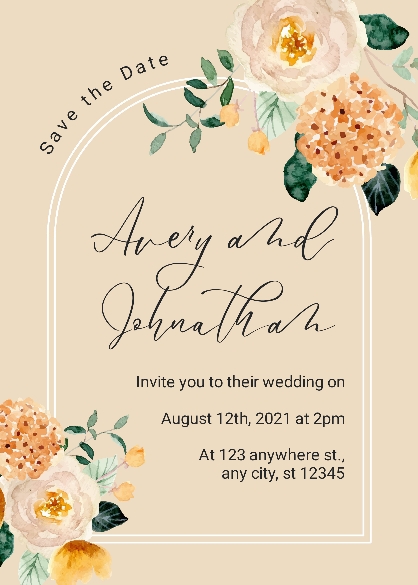 Save the Date
Avery and
Johnathan
Invite you to their wedding on
August 12th, 2021 at 2pm
At 123 anywhere st.,
any city, st 12345